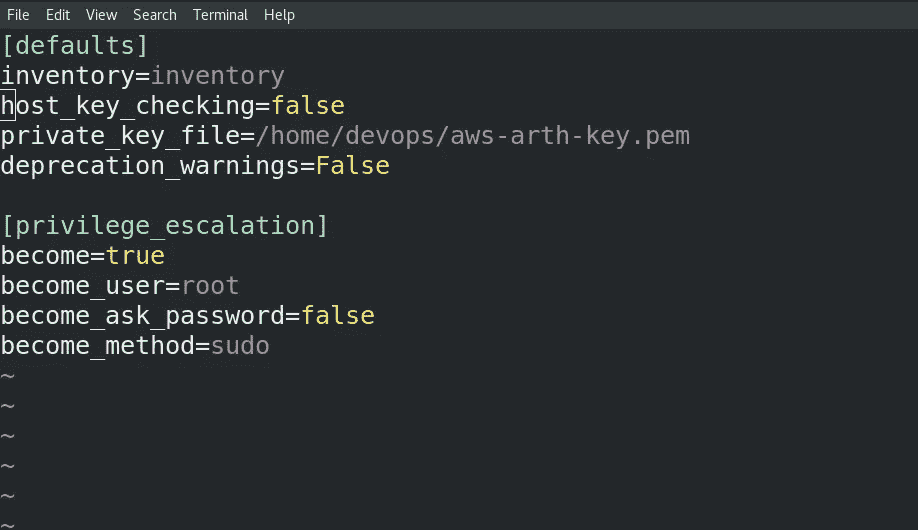 File Edit View Search Terminal Help
[defaults]
inventory=inventory
host_key_checking=false
private_key_file=/home/devops/aws-arth-key.pem
deprecation_warnings=False
[privilege_escalation]
become=true
become_user=root
become_ask_password=false
become_method=sudo
~
~
~
~
~
~